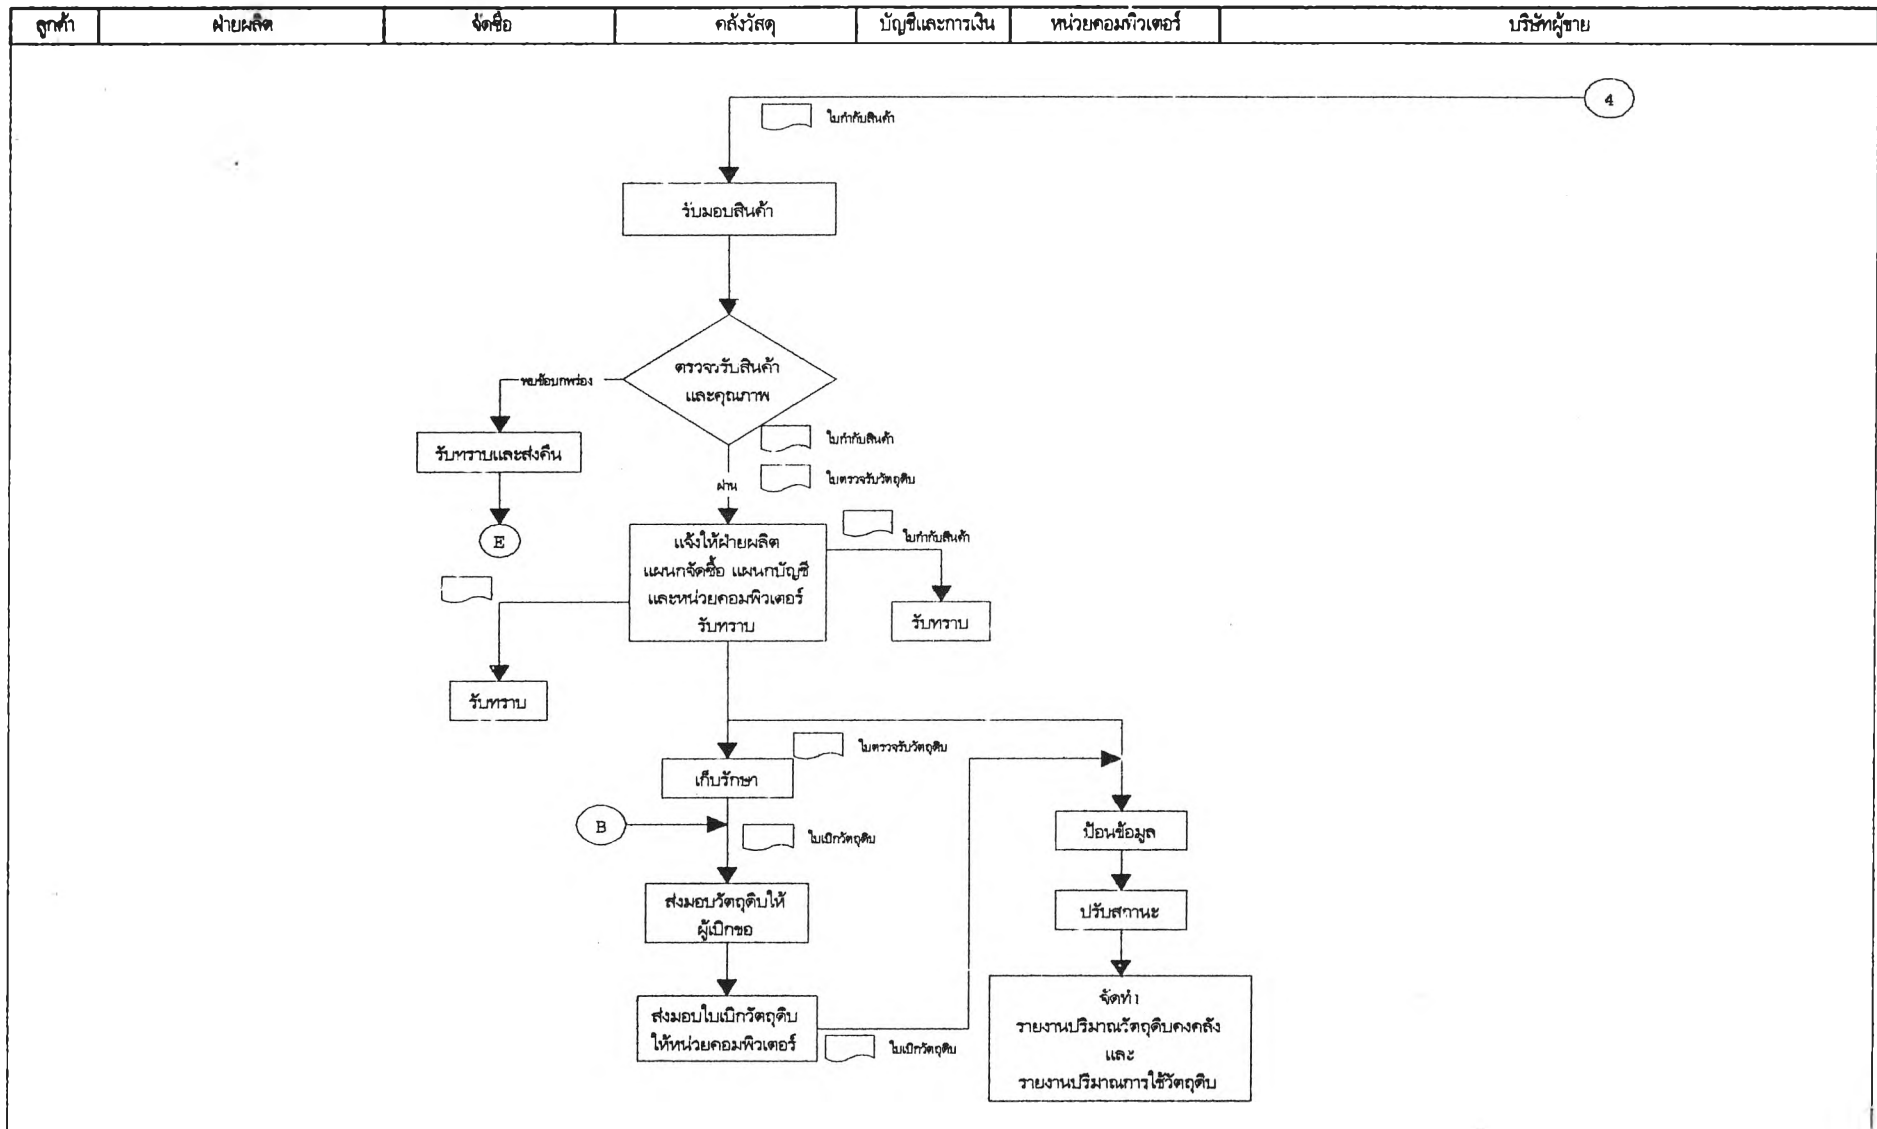 ลูกค้า
ฝ่ายผลิต
จัดซื้อ
คลังวัสดุ
บัญชีและการเงิน
หน่วยคอมพิวเตอร์
บริษัทผู้ขาย
4
ใบกำกับสินค้า
รับมอบสินค้า
ตรวจรับสินค้า
และคุณภาพ
พบข้อบกพร่อง
รับทราบและส่งคืน
E
ใบกำกับสินค้า
ใบตรวจรับวัตถุดิบ
ผ่าน
แจ้งให้ฝ่ายผลิต
แผนกจัดซื้อ แผนกบัญชี
และหน่วยคอมพิวเตอร์
รับทราบ
ใบกำกับสินค้า
รับทราบ
รับทราบ
ใบตรวจรับวัตถุดิบ
เก็บรักษา
B
ใบเบิกวัตถุดิบ
ป้อนข้อมูล
ส่งมอบวัตถุดิบให้
ผู้เบิกขอ
ปรับสถานะ
ส่งมอบใบเบิกวัตถุดิบ
ให้หน่วยคอมพิวเตอร์
ใบเบิกวัตถุดิบ
จัดทำ
รายงานปริมาณวัตถุดิบคงคลัง
และ
รายงานปริมาณการใช้วัตถุดิบ